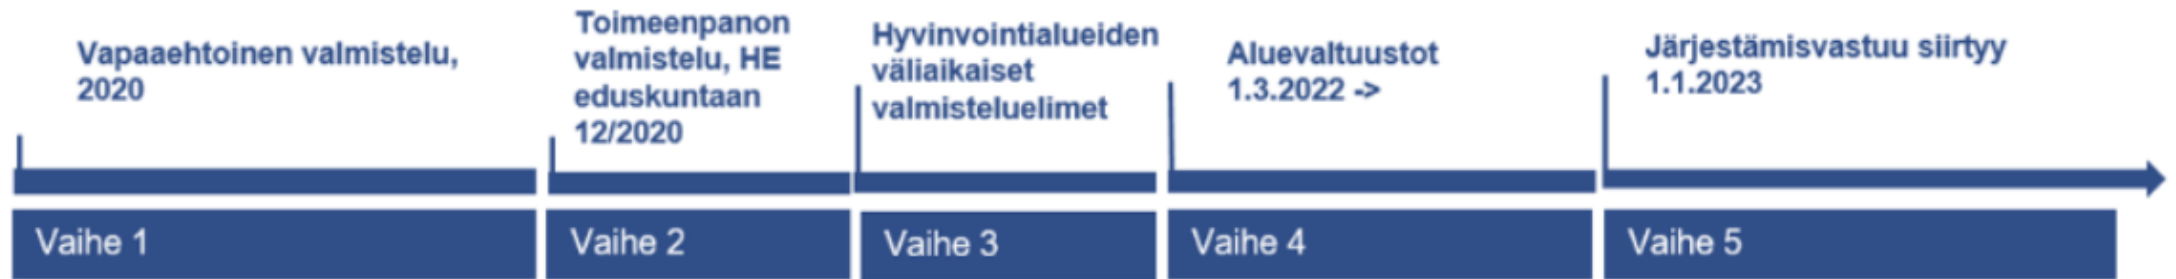 Vapaaehtoinen valmistelu,
2020
Toimeenpanon
valmistelu, HE
eduskuntaan
12/2020
Hyvinvointialueiden
väliaikaiset
valmisteluelimet
Aluevaltuustot
1.3.2022 ->
Järjestämisvastuu siirtyy
1.1.2023
Vaihe 1
Vaihe 2
Vaihe 3
Vaihe 4
Vaihe 5